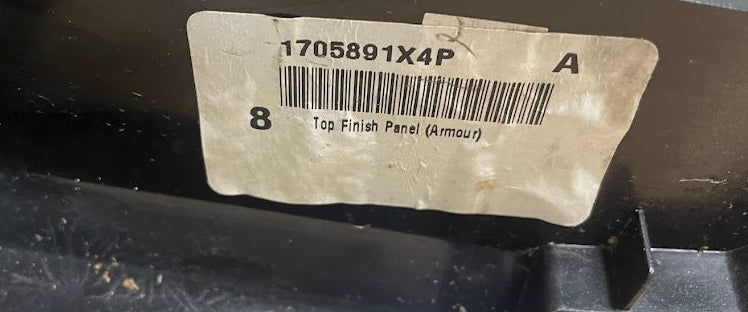 1705891X4P A
8 Top Finish Panel (Armour)